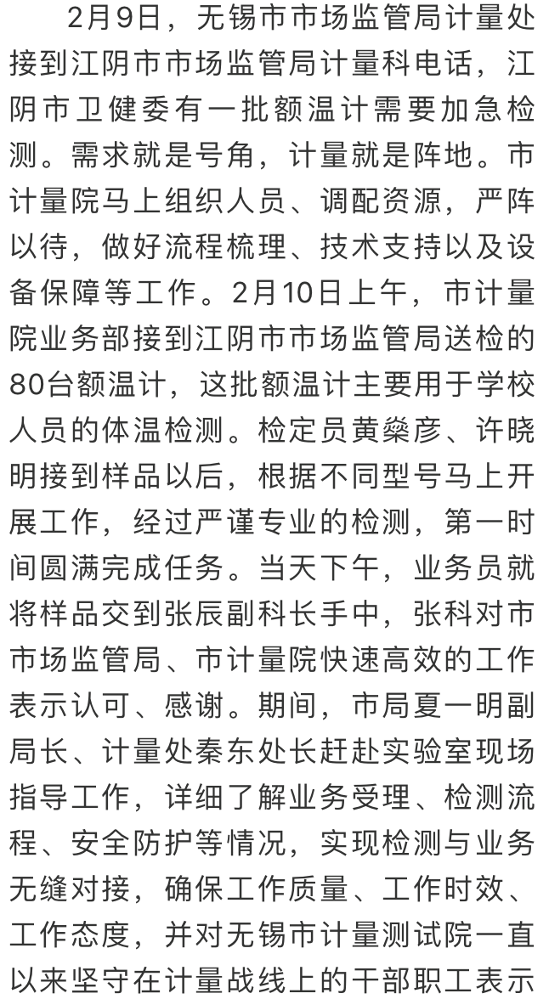 2月9日，无锡市市场监管局计量处
接到江阴市市场监管局计量科电话，江
阴市卫健委有一批额温计需要加急检
测。需求就是号角，计量就是阵地。市
计量院马上组织人员、调配资源，严阵
以待，做好流程梳理、技术支持以及设
备保障等工作。2月10日上午，市计量
院业务部接到江阴市市场监管局送检的
80台额温计，这批额温计主要用于学校
人员的体温检测。检定员黄燊彦、许晓
明接到样品以后，根据不同型号马上开
展工作，经过严谨专业的检测，第一时
间圆满完成任务。当天下午，业务员就
将样品交到张辰副科长手中，张科对市
市场监管局、市计量院快速高效的工作
表示认可、感谢。期间，市局夏一明副
局长、计量处秦东处长赶赴实验室现场
指导工作，详细了解业务受理、检测流
程、安全防护等情况，实现检测与业务
无缝对接，确保工作质量、工作时效、
工作态度，并对无锡市计量测试院一直
以来坚守在计量战线上的干部职工表示